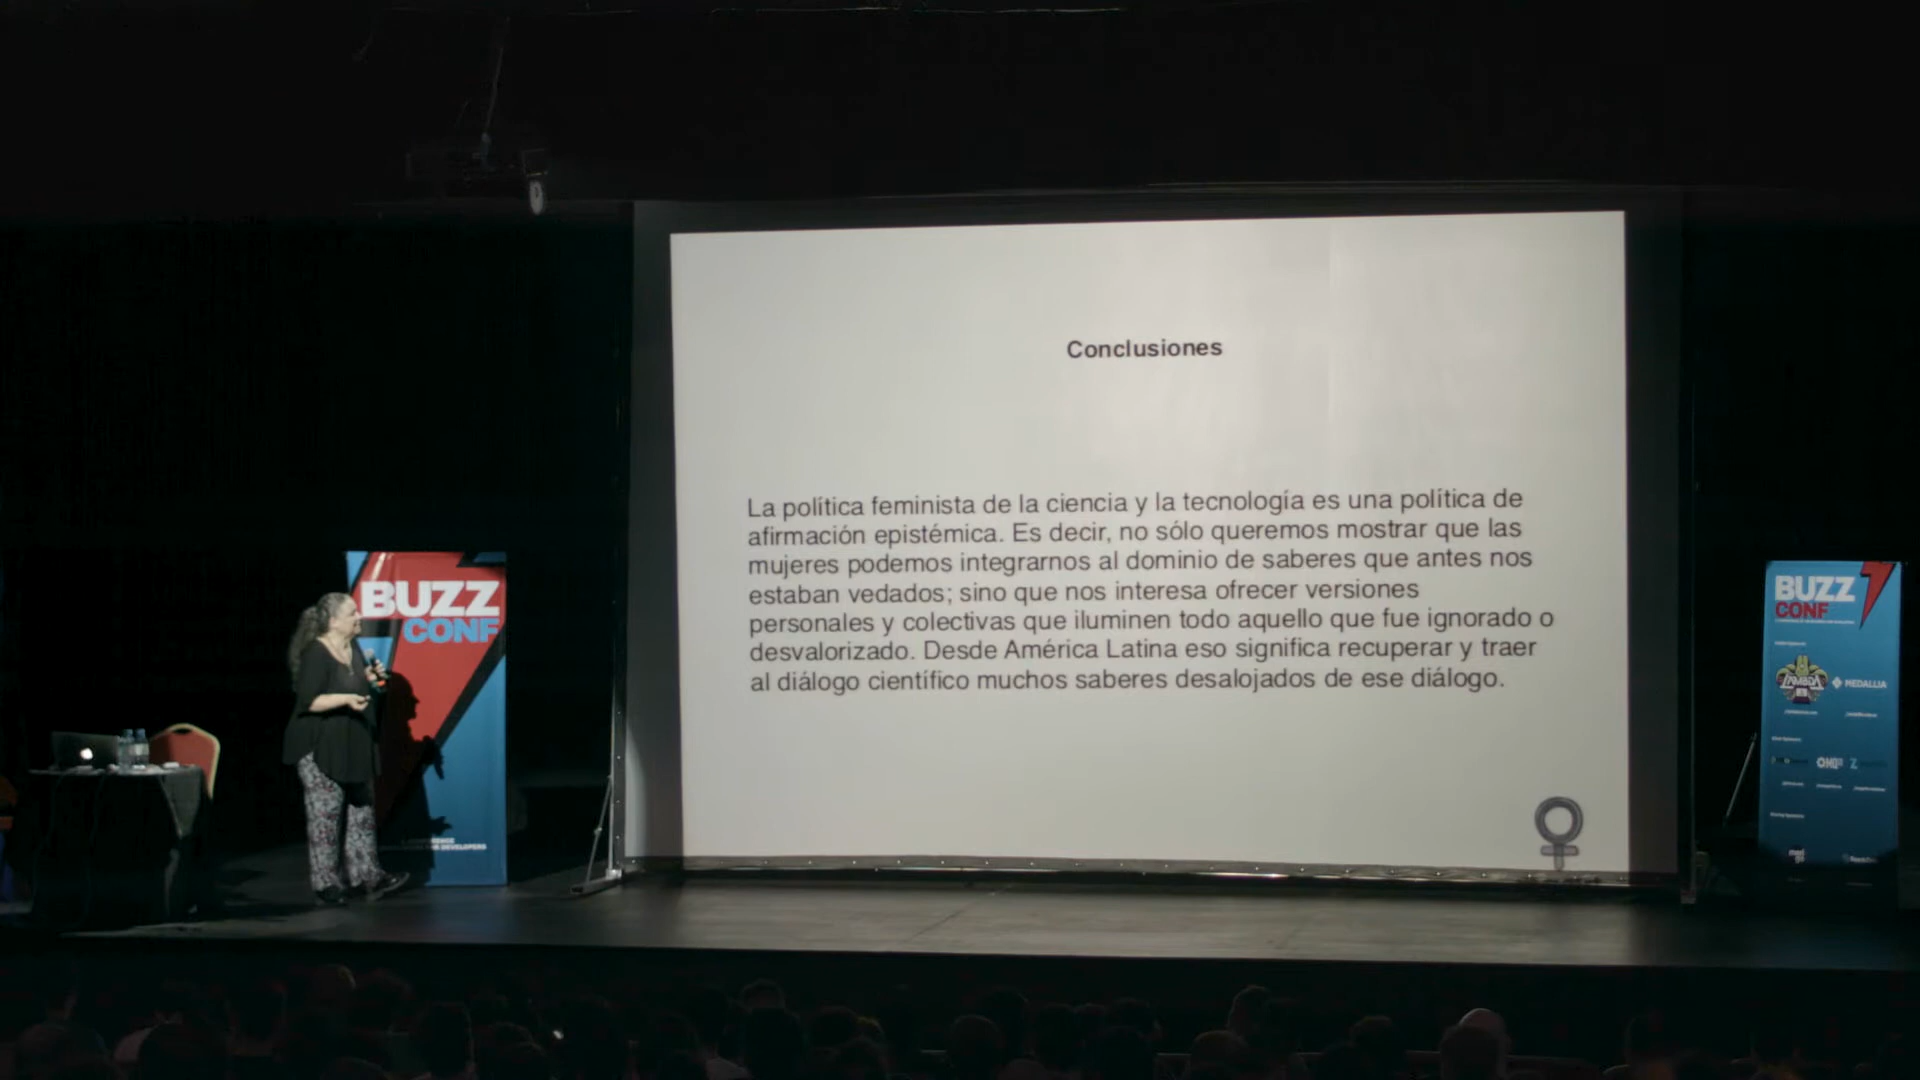 Conclusiones
La política feminista de la ciencia y la tecnología es una política de
afirmación epistémica. Es decir, no sólo queremos mostrar que las
mujeres podemos integrarnos al dominio de saberes que antes nos
estaban vedados; sino que nos interesa ofrecer versiones
personales y colectivas que iluminen todo aquello que fue ignorado o
desvalorizado. Desde América Latina eso significa recuperar y traer
al diálogo científico muchos saberes desalojados de ese diálogo.
BUZZ
CONF
FOR DEVELOPERS
BUZZ
CONF
MEDALLIA